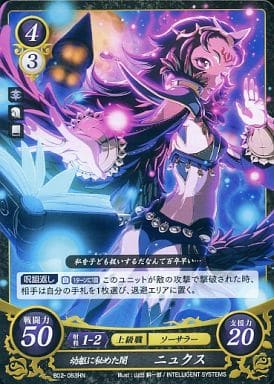 4
3
私を子ども扱いするだなんて百年早い…
呪詛返し 自 [ターン1回] このユニットが敵の攻撃で撃破された時、
相手は自分の手札を1枚選び、退避エリアに置く。
戦闘力
50
射程
1-2
上級職
ソーサラー
支援力
20
幼躯に秘めた闇
ニュクス
B02-063HN
Illust：山田孝一郎 / INTELLIGENT SYSTEMS